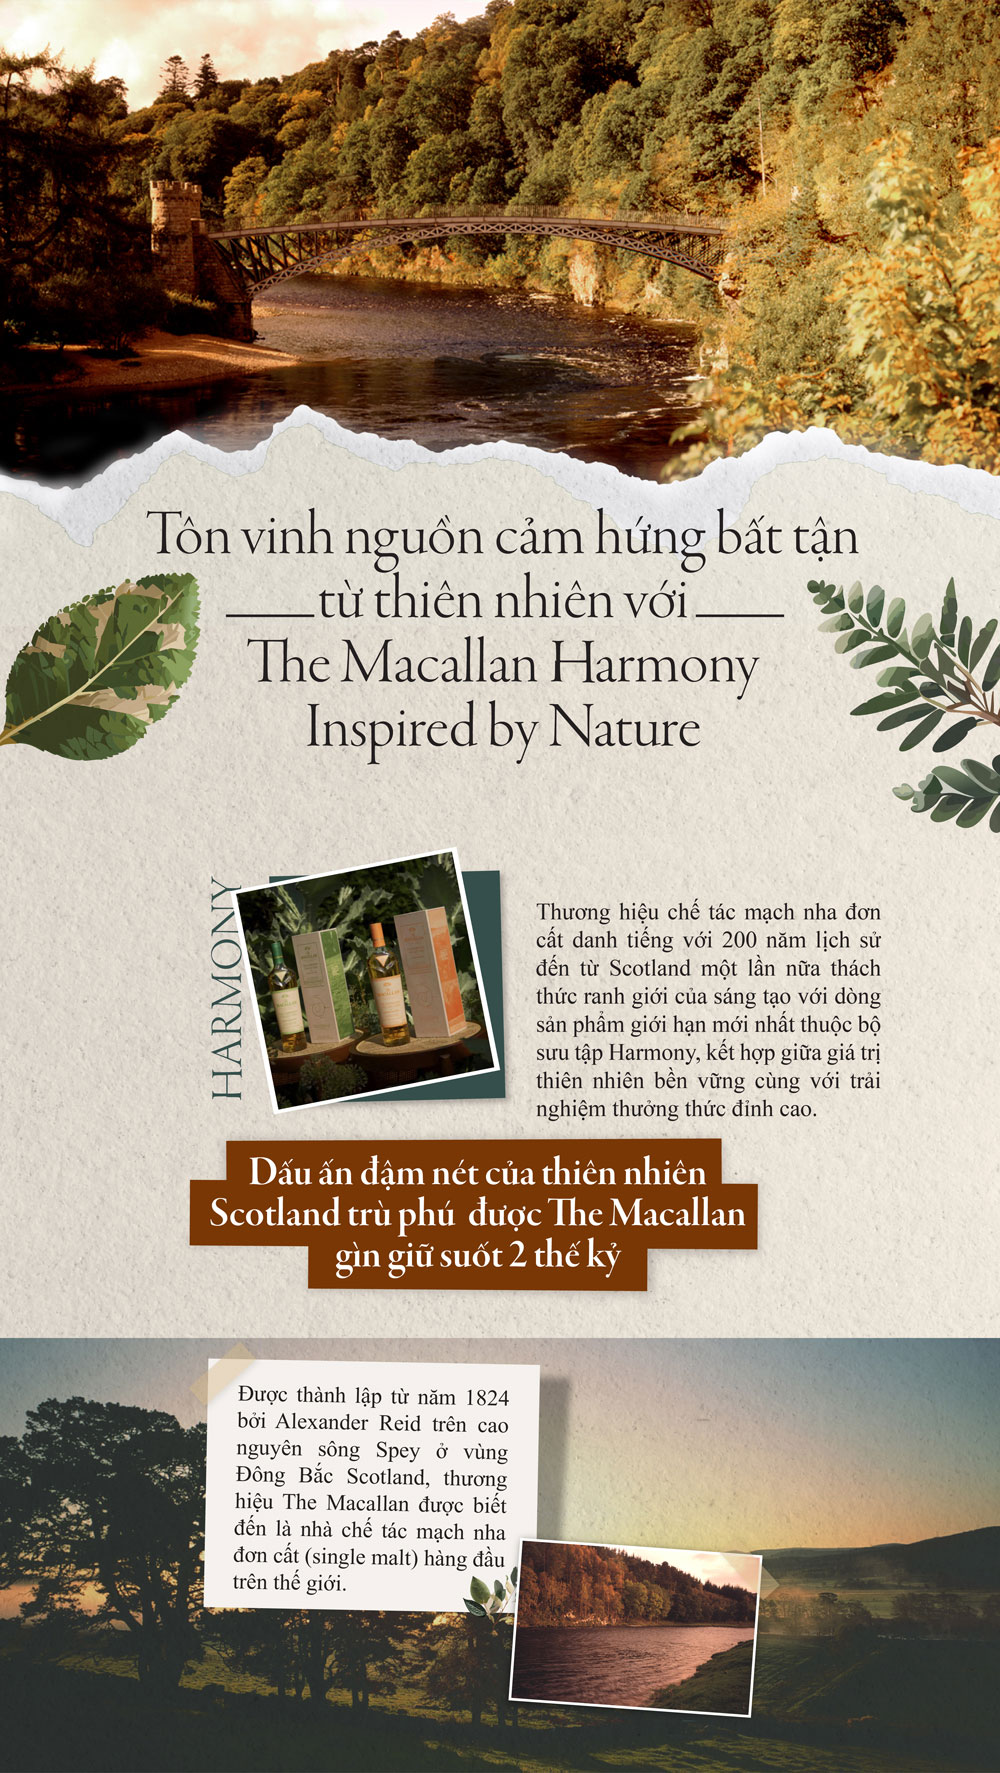 Tôn vinh nguồn cảm hứng bất tận
từ thiên nhiên với
The Macallan Harmony
Inspired by Nature
HARMONY
Thương hiệu chế tác mạch nha đơn
cất danh tiếng với 200 năm lịch sử
đến từ Scotland một lần nữa thách
thức ranh giới của sáng tạo với dòng
sản phẩm giới hạn mới nhất thuộc bộ
sưu tập Harmony, kết hợp giữa giá trị
thiên nhiên bền vững cùng với trải
nghiệm thưởng thức đỉnh cao.
Dấu ấn đậm nét của thiên nhiên
Scotland trù phú được The Macallan
gìn giữ suốt 2 thế kỷ
Được thành lập từ năm 1824
bởi Alexander Reid trên cao
nguyên sông Spey ở vùng
Đông Bắc Scotland, thương
hiệu The Macallan được biết
đến là nhà chế tác mạch nha
đơn cất (single malt) hàng đầu
trên thế giới.